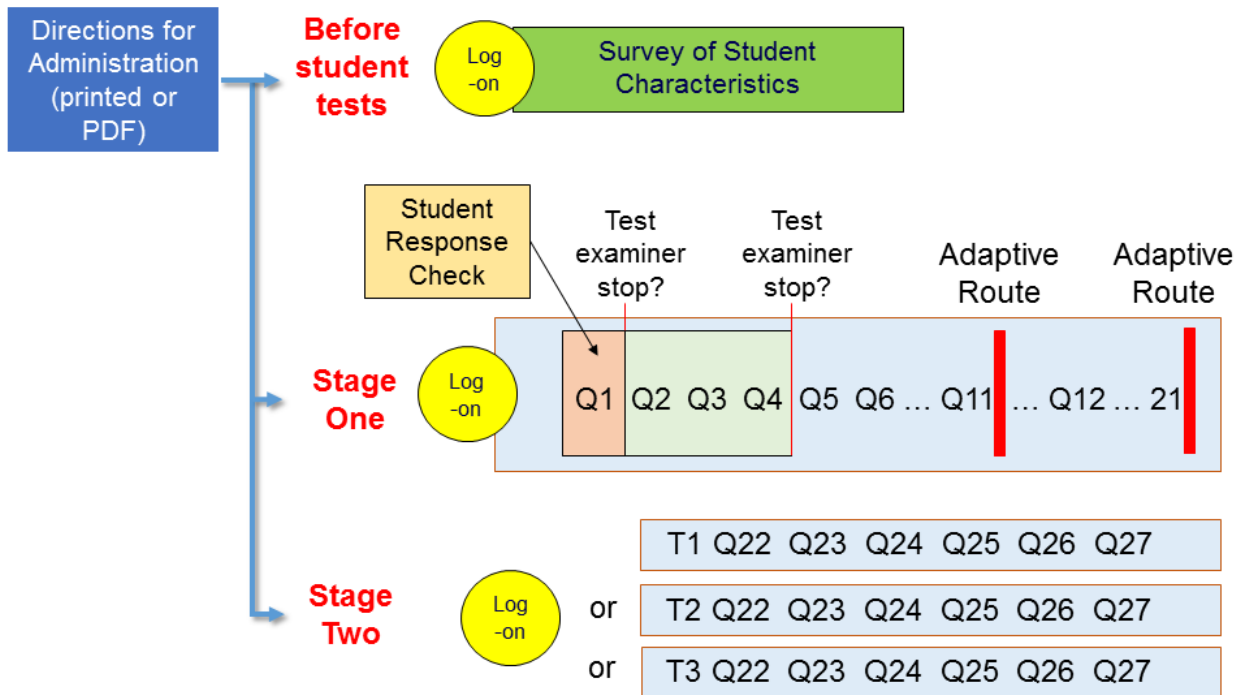 Directions for
Administration
(printed or
PDF)
Before
student
tests
Log
-on
Survey of Student
Characteristics
Student
Response
Check
Test
examiner
stop?
Test
examiner
stop?
Adaptive
Route
Adaptive
Route
Stage
One
Log
-on
Q1 Q2 Q3 Q4 Q5 Q6 ... Q11 ... Q12 ... 21
Stage
Two
Log
-on
T1 Q22 Q23 Q24 Q25 Q26 Q27
or T2 Q22 Q23 Q24 Q25 Q26 Q27
or T3 Q22 Q23 Q24 Q25 Q26 Q27